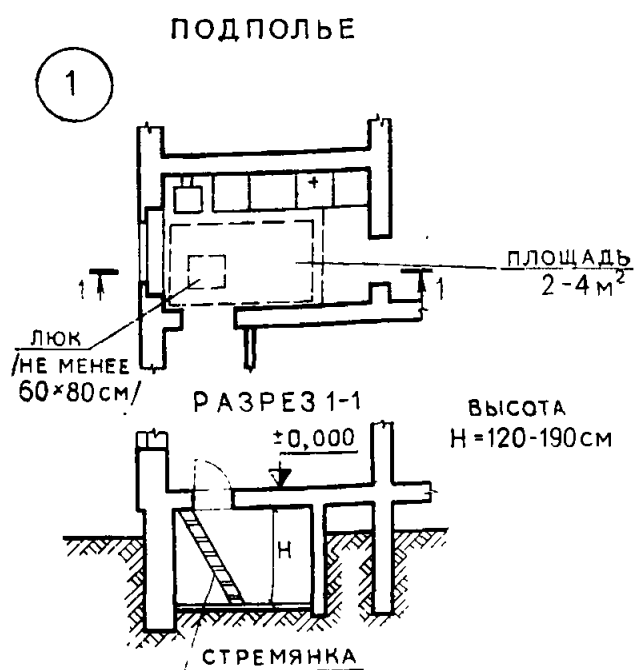 ПОДПОЛЬЕ
1
ПЛОЩАДЬ
2-4 м²
1
1
ЛЮК
/НЕ МЕНЕЕ
60×80 см/
РАЗРЕЗ 1-1
±0,000
ВЫСОТА
H=120-190 см
H
СТРЕМЯНКА